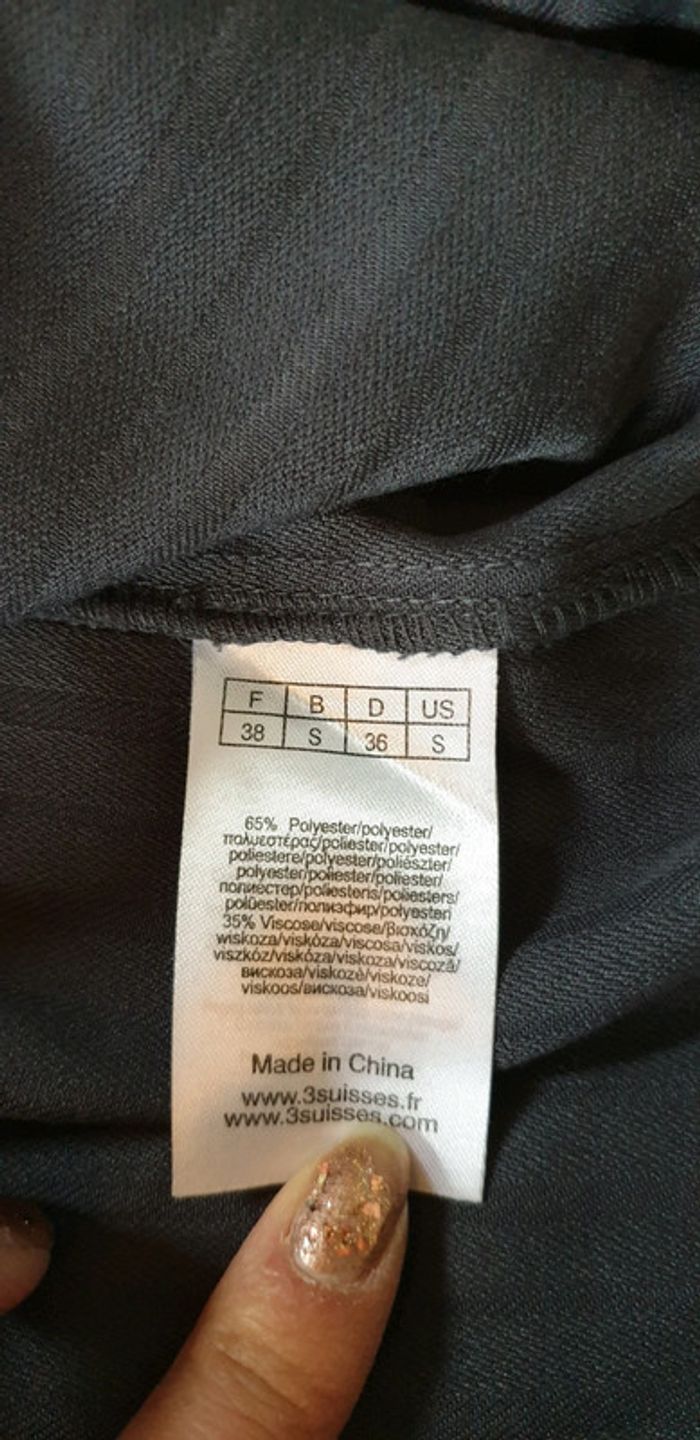 F B D US
38 S 36 S
65% Polyester/polyester/
πολυεστέρας/poliester/polyester/
poliestere/polyester/poliészter/
polyester/poliester/poliester/
полиестер/poliesteris/poliesters/
polüester/полиэфир/polyesteri
35% Viscose/viscose/βισκόζη/
wiskoza/viskóza/viscosa/viskos/
viszkóz/viskóza/viskoza/viscoză/
вискоза/viskozė/viskoze/
viskoos/вискоза/viskoosi
Made in China
www.3suisses.fr
www.3suisses.com